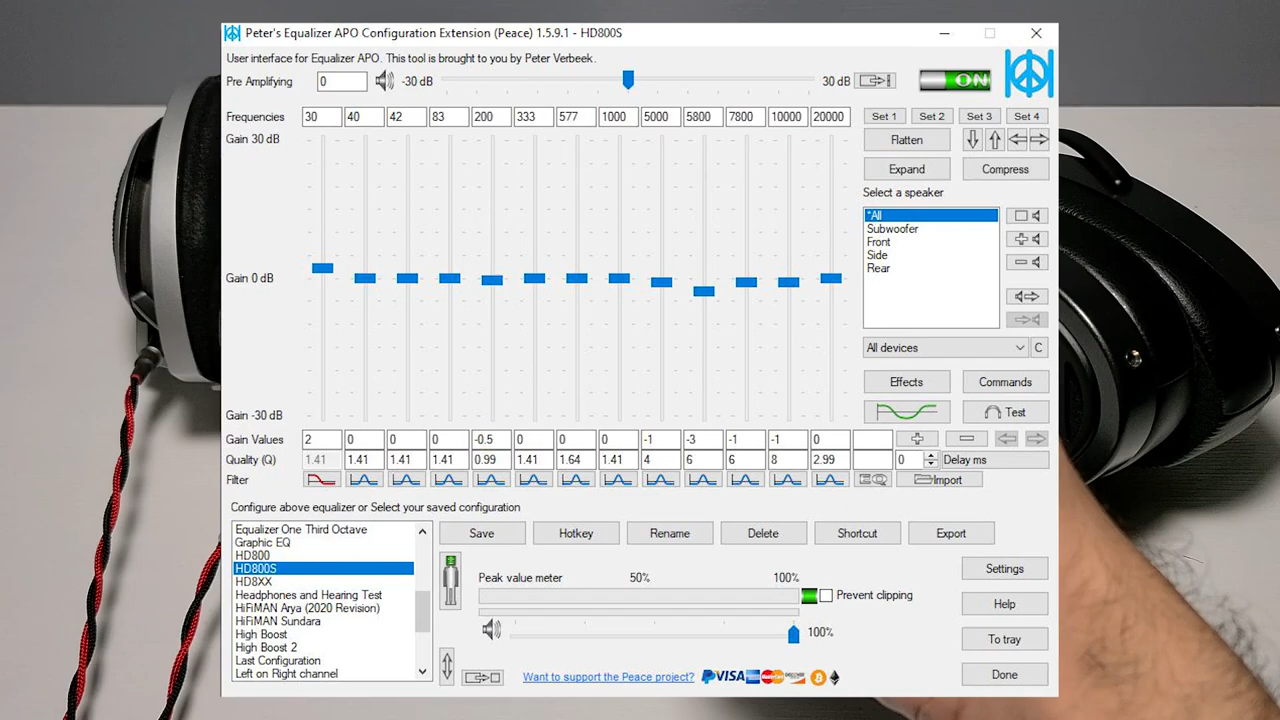 Peter's Equalizer APO Configuration Extension (Peace) 1.5.9.1 - HD800S
User interface for Equalizer APO. This tool is brought to you by Peter Verbeek.
Pre Amplifying 0 -30 dB 30 dB ON
Frequencies 30 40 42 83 200 333 577 1000 5000 5800 7800 10000 20000 Set 1 Set 2 Set 3 Set 4
Gain 30 dB
Flatten
Expand Compress
Select a speaker
*All
Subwoofer
Front
Side
Rear
Gain 0 dB
All devices C
Effects Commands
Test
Gain -30 dB
Gain Values 2 0 0 0 -0.5 0 0 0 -1 -3 -1 -1 0
Quality (Q) 1.41 1.41 1.41 1.41 0.99 1.41 1.64 1.41 4 6 6 8 2.99 0 Delay ms
Filter EQ Import
Configure above equalizer or Select your saved configuration
Equalizer One Third Octave
Graphic EQ
HD800
HD800S
HD8XX
Headphones and Hearing Test
HiFiMAN Arya (2020 Revision)
HiFiMAN Sundara
High Boost
High Boost 2
Last Configuration
Left on Right channel
Save Hotkey Rename Delete Shortcut Export
Peak value meter 50% 100%
Prevent clipping
100%
Settings
Help
To tray
Done
Want to support the Peace project? P VISA